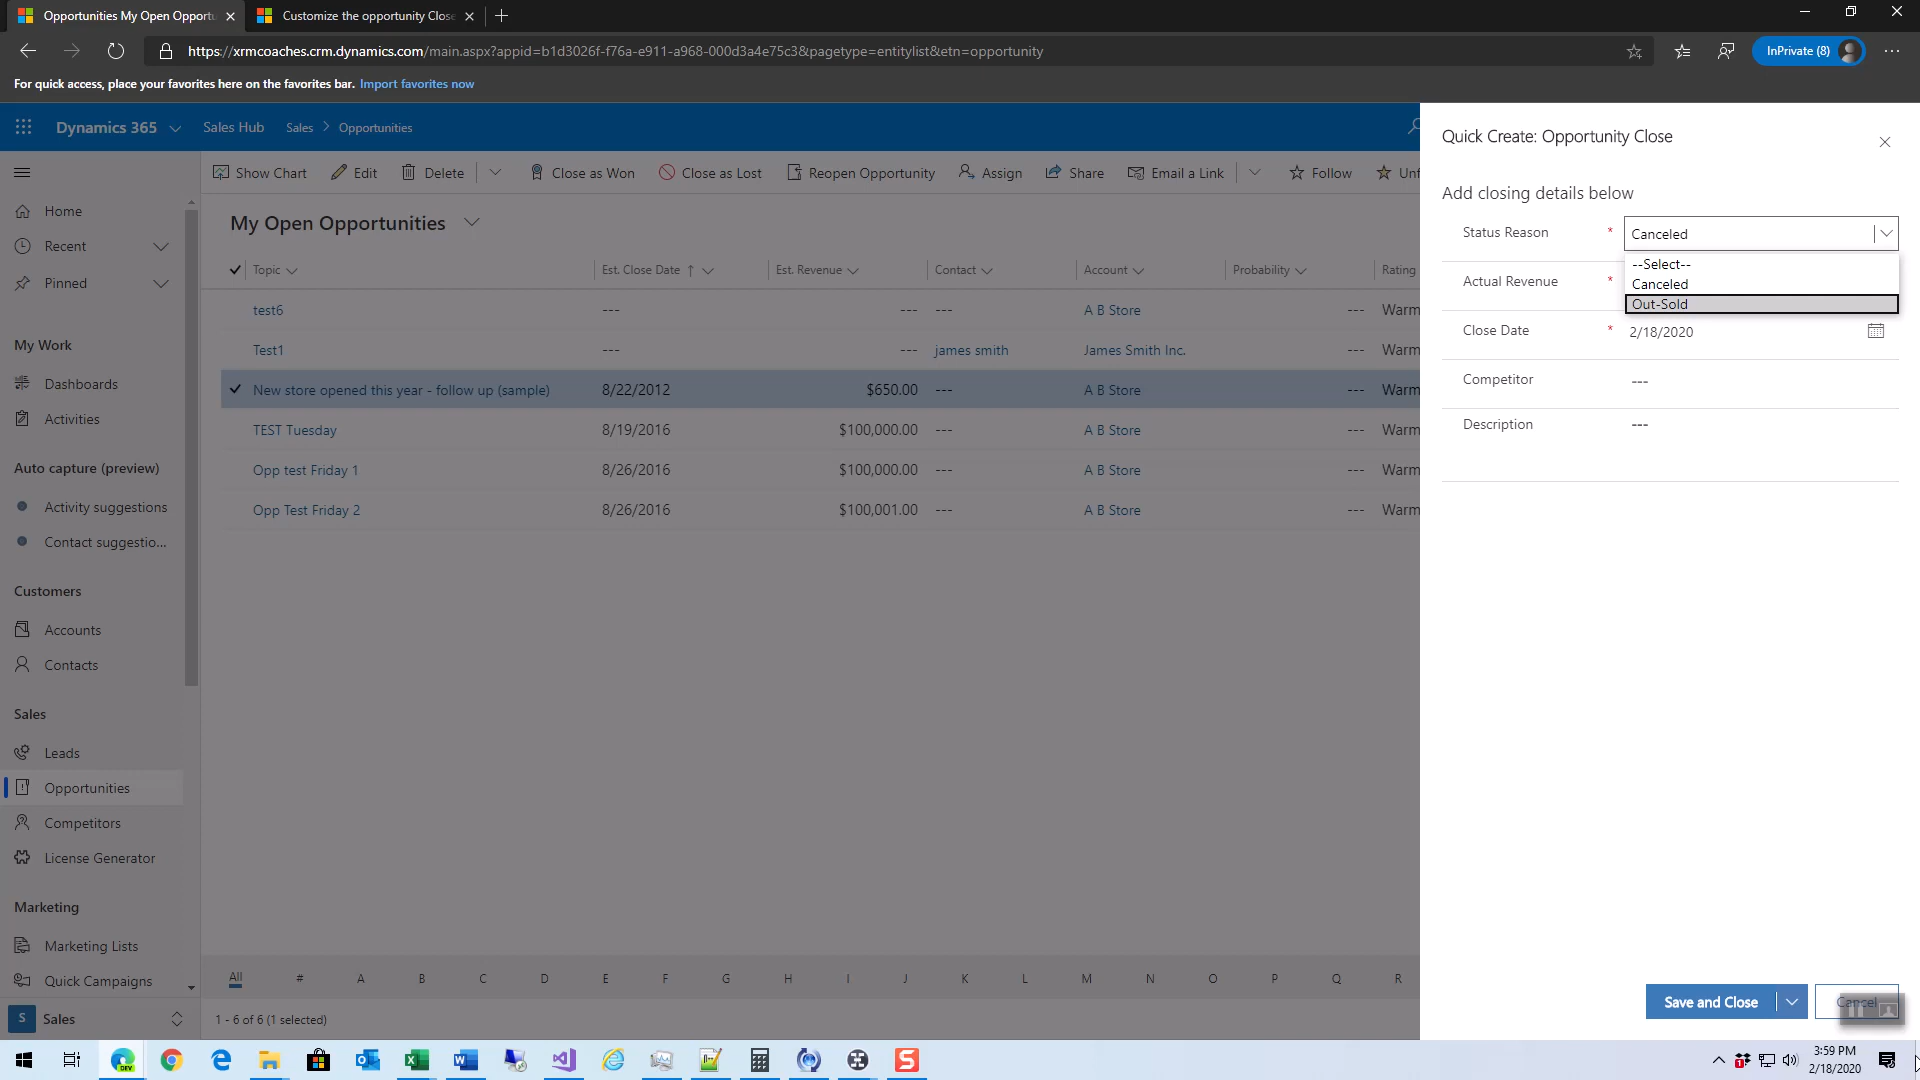 Opportunities My Open Opportu
Customize the opportunity Close
https://xrmcoaches.crm.dynamics.com/main.aspx?appid=b1d3026f-f76a-e911-a968-000d3a4e75c3&pagetype=entitylist&etn=opportunity
InPrivate (8)
For quick access, place your favorites here on the favorites bar. Import favorites now
Dynamics 365 Sales Hub Sales > Opportunities
Show Chart Edit Delete Close as Won Close as Lost Reopen Opportunity Assign Share Email a Link Follow Unf
Home
Recent
Pinned
My Work
Dashboards
Activities
Auto capture (preview)
Activity suggestions
Contact suggestio...
Customers
Accounts
Contacts
Sales
Leads
Opportunities
Competitors
License Generator
Marketing
Marketing Lists
Quick Campaigns
S Sales
My Open Opportunities
Topic Est. Close Date ↑ Est. Revenue Contact Account Probability Rating
test6 --- --- --- A B Store --- Warm
Test1 --- --- james smith James Smith Inc. --- Warm
New store opened this year - follow up (sample) 8/22/2012 $650.00 --- A B Store --- Warm
TEST Tuesday 8/19/2016 $100,000.00 --- A B Store --- Warm
Opp test Friday 1 8/26/2016 $100,000.00 --- A B Store --- Warm
Opp Test Friday 2 8/26/2016 $100,001.00 --- A B Store --- Warm
All # A B C D E F G H I J K L M N O P Q R
1 - 6 of 6 (1 selected)
Quick Create: Opportunity Close
Add closing details below
Status Reason * Canceled
--Select--
Canceled
Out-Sold
Actual Revenue *
Close Date * 2/18/2020
Competitor ---
Description ---
Save and Close Cancel
DEV
3:59 PM
2/18/2020